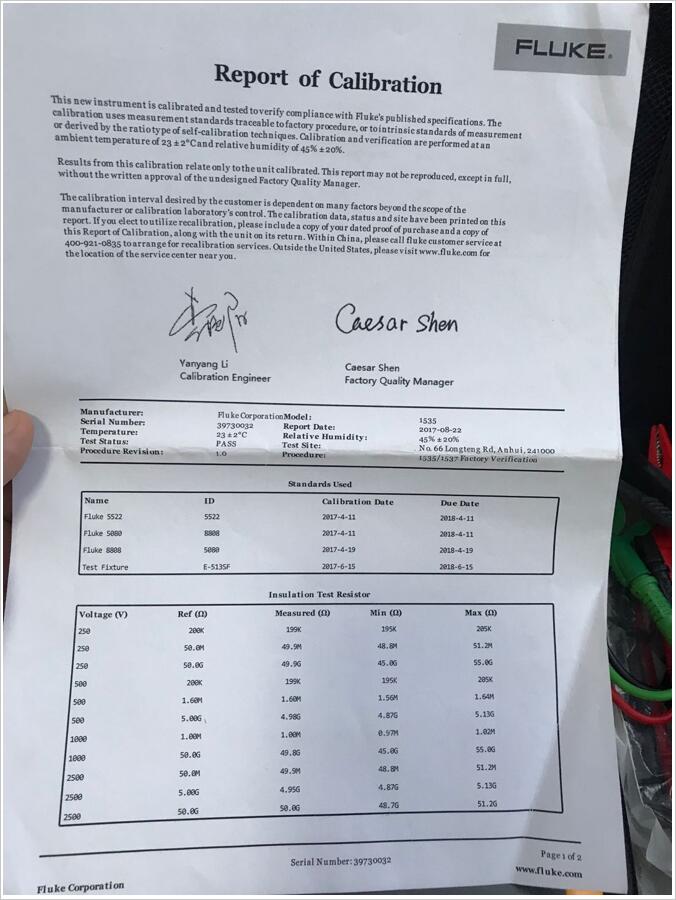 FLUKE®
Report of Calibration
This new instrument is calibrated and tested to verify compliance with Fluke's published specifications. The
calibration uses measurement standards traceable to factory procedure, or to intrinsic standards of measurement
or derived by the ratio type of self-calibration techniques. Calibration and verification are performed at an
ambient temperature of 23 ±2°C and relative humidity of 45% ±20%.
Results from this calibration relate only to the unit calibrated. This report may not be reproduced, except in full,
without the written approval of the undesigned Factory Quality Manager.
The calibration interval desired by the customer is dependent on many factors beyond the scope of the
manufacturer or calibration laboratory's control. The calibration data, status and site have been printed on this
report. If you elect to utilize recalibration, please include a copy of your dated proof of purchase and a copy of
this Report of Calibration, along with the unit on its return. Within China, please call fluke customer service at
400-921-0835 to arrange for recalibration services. Outside the United States, please visit www.fluke.com for
the location of the service center near you.
Caesar Shen
Yanyang Li Caesar Shen
Calibration Engineer Factory Quality Manager
Manufacturer: Fluke Corporation Model: 1535
Serial Number: 39730032 Report Date: 2017-08-22
Temperature: 23 ±2°C Relative Humidity: 45% ±20%
Test Status: PASS Test Site: No. 66 Longteng Rd, Anhui, 241000
Procedure Revision: 1.0 Procedure: 1535/1537 Factory Verification
Standards Used
Name ID Calibration Date Due Date
Fluke 5522 5522 2017-4-11 2018-4-11
Fluke 5080 8808 2017-4-11 2018-4-11
Fluke 8808 5080 2017-4-19 2018-4-19
Test Fixture E-513SF 2017-6-15 2018-6-15
Insulation Test Resistor
Voltage (V) Ref (Ω) Measured (Ω) Min (Ω) Max (Ω)
250 200K 199K 195K 205K
250 50.0M 49.9M 48.8M 51.2M
250 50.0G 49.9G 45.0G 55.0G
500 200K 199K 195K 205K
500 1.60M 1.60M 1.56M 1.64M
500 5.00G 4.98G 4.87G 5.13G
1000 1.00M 1.00M 0.97M 1.02M
1000 50.0G 49.8G 45.0G 55.0G
2500 50.0M 49.9M 48.8M 51.2M
2500 5.00G 4.95G 4.87G 5.13G
2500 50.0G 50.0G 48.7G 51.2G
Page 1 of 2
Serial Number: 39730032
Fluke Corporation www.fluke.com